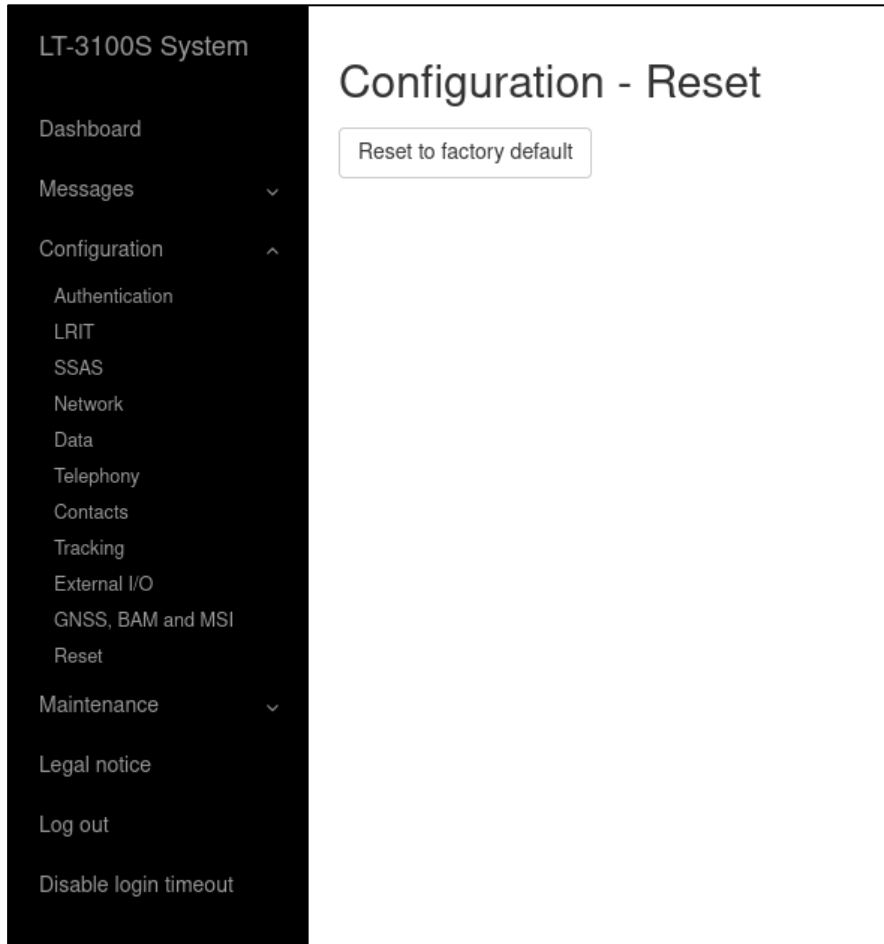 LT-3100S System
Dashboard
Messages
Configuration
Authentication
LRIT
SSAS
Network
Data
Telephony
Contacts
Tracking
External I/O
GNSS, BAM and MSI
Reset
Maintenance
Legal notice
Log out
Disable login timeout
Configuration - Reset
Reset to factory default